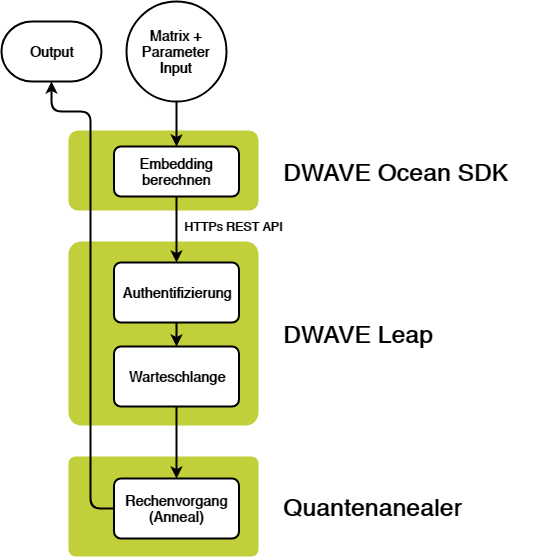 Output
Matrix +
Parameter
Input
Embedding
berechnen
DWAVE Ocean SDK
HTTPs REST API
Authentifizierung
DWAVE Leap
Warteschlange
Rechenvorgang
(Anneal)
Quantenanealer